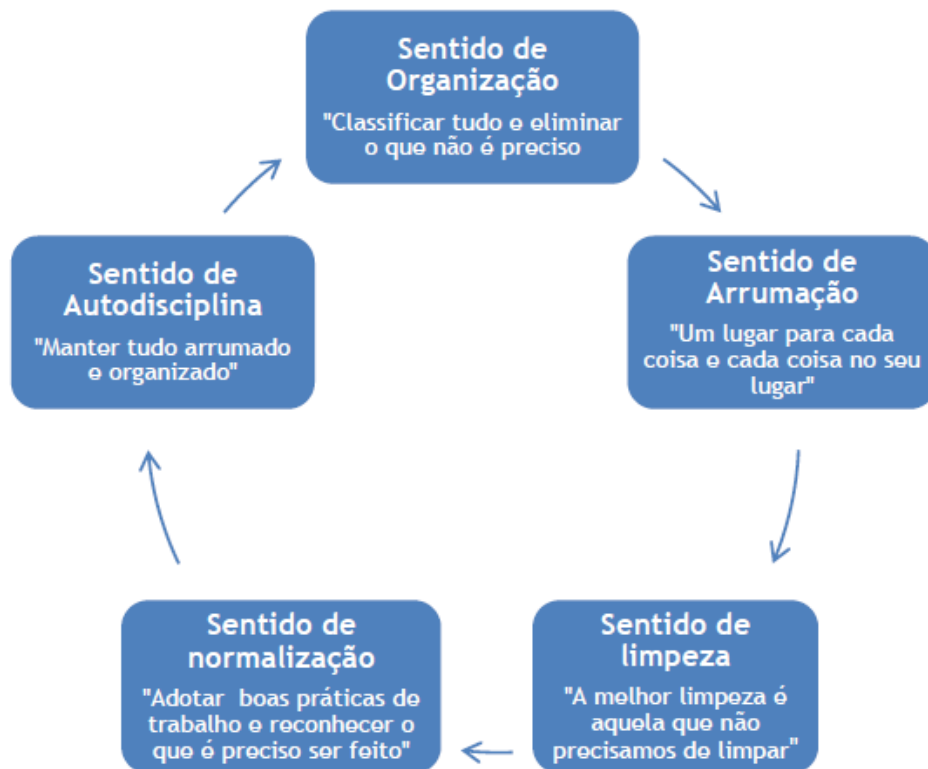 Sentido de
Organização
"Classificar tudo e eliminar
o que não é preciso
Sentido de
Arrumação
"Um lugar para cada
coisa e cada coisa no seu
lugar"
Sentido de
limpeza
"A melhor limpeza é
aquela que não
precisamos de limpar"
Sentido de
normalização
"Adotar boas práticas de
trabalho e reconhecer o
que é preciso ser feito"
Sentido de
Autodisciplina
"Manter tudo arrumado
e organizado"